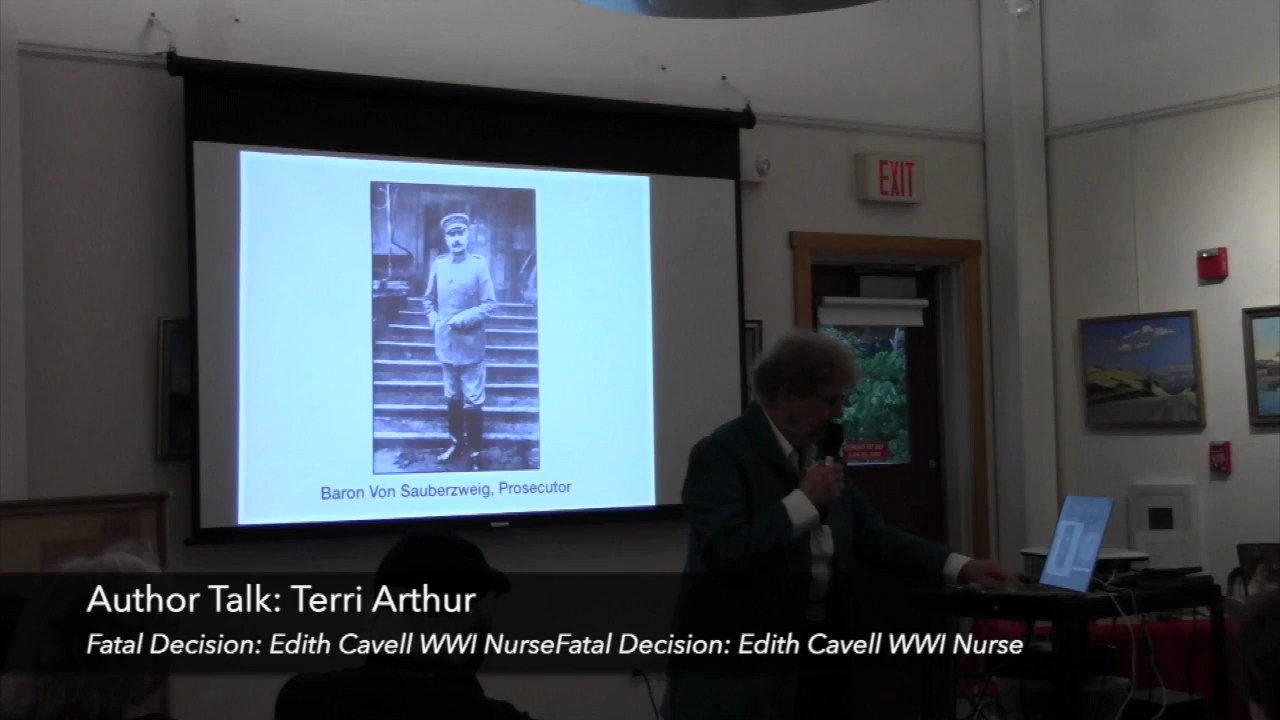 EXIT
Baron Von Sauberzweig, Prosecutor
Author Talk: Terri Arthur
Fatal Decision: Edith Cavell WWI NurseFatal Decision: Edith Cavell WWI Nurse